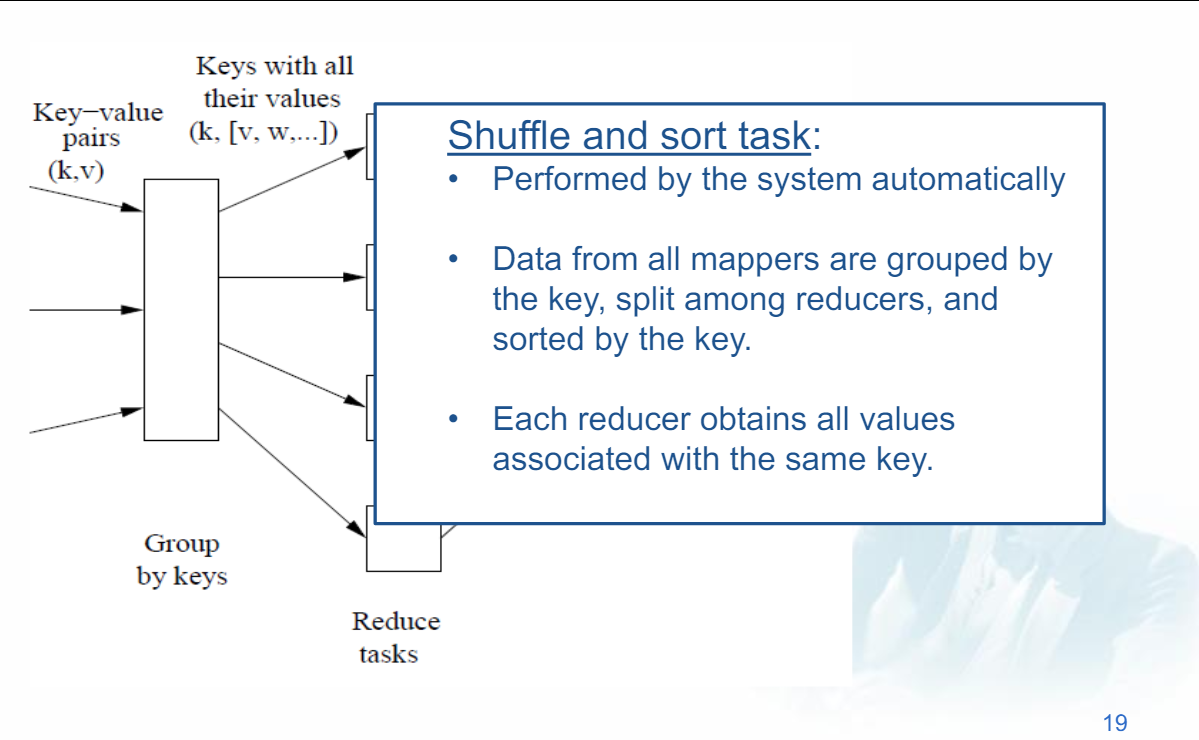 Keys with all
their values
(k, [v, w,...])
Key−value
pairs
(k,v)
Shuffle and sort task:
• Performed by the system automatically
• Data from all mappers are grouped by
the key, split among reducers, and
sorted by the key.
• Each reducer obtains all values
associated with the same key.
Group
by keys
Reduce
tasks
19